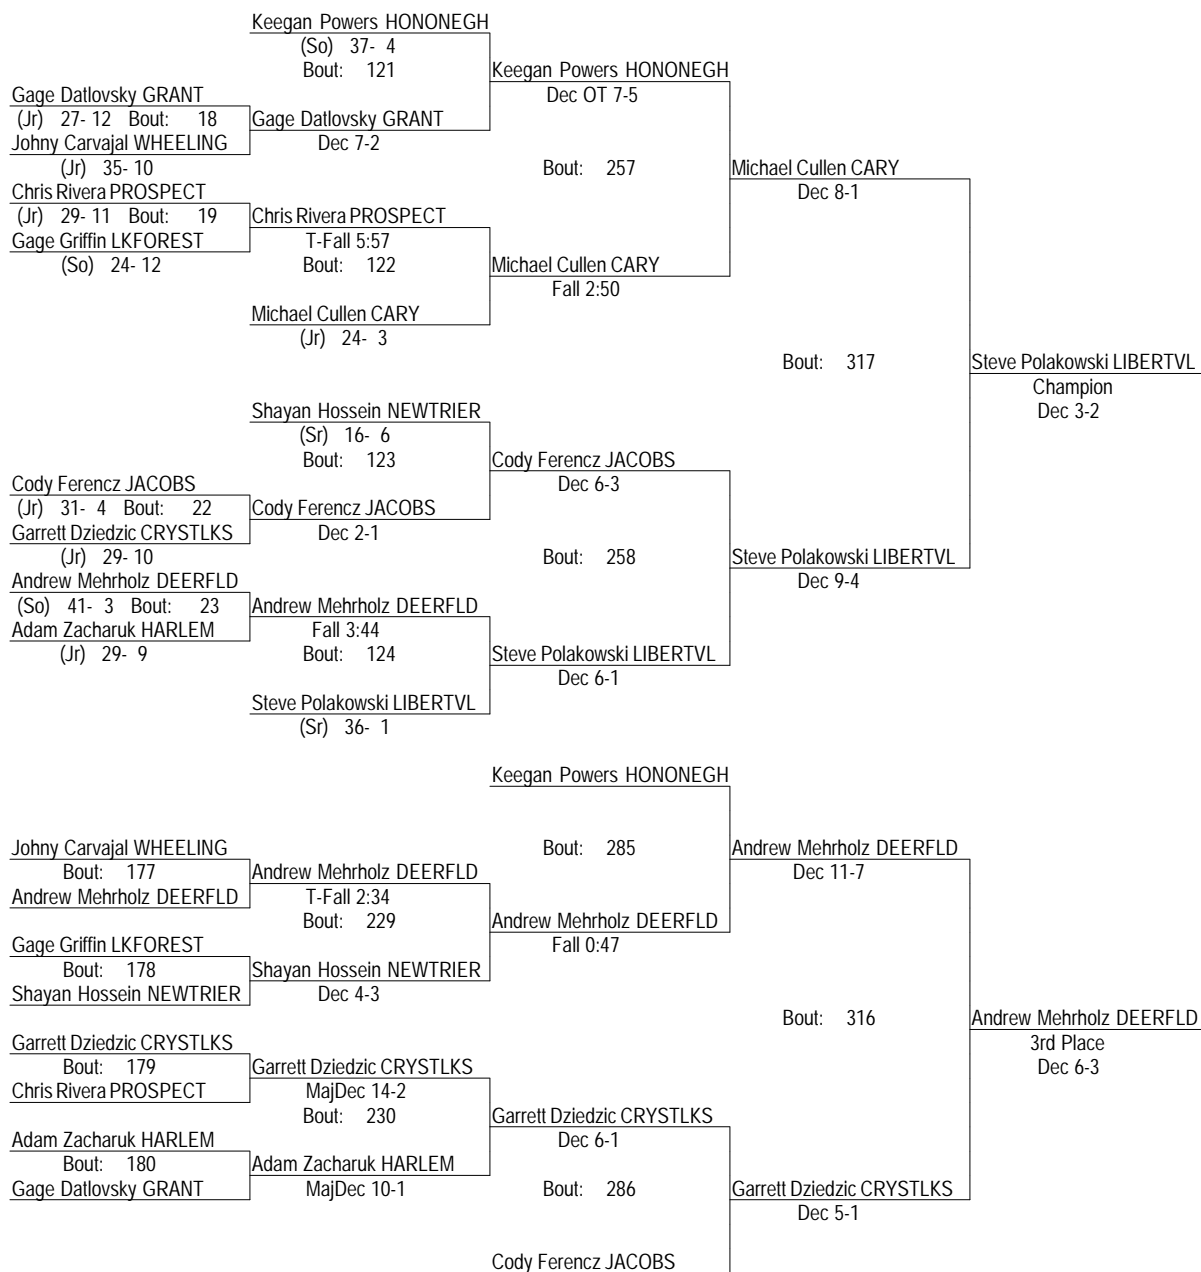 Keegan Powers HONONEGH
(So) 37- 4
Bout: 121
Keegan Powers HONONEGH
Dec OT 7-5
Gage Datlovsky GRANT
(Jr) 27- 12 Bout: 18
Gage Datlovsky GRANT
Johny Carvajal WHEELING
Dec 7-2
(Jr) 35- 10
Bout: 257
Michael Cullen CARY
Dec 8-1
Chris Rivera PROSPECT
(Jr) 29- 11 Bout: 19
Chris Rivera PROSPECT
Gage Griffin LKFOREST
T-Fall 5:57
(So) 24- 12
Bout: 122
Michael Cullen CARY
Fall 2:50
Michael Cullen CARY
(Jr) 24- 3
Bout: 317
Steve Polakowski LIBERTVL
Champion
Dec 3-2
Shayan Hossein NEWTRIER
(Sr) 16- 6
Bout: 123
Cody Ferencz JACOBS
Dec 6-3
Cody Ferencz JACOBS
(Jr) 31- 4 Bout: 22
Cody Ferencz JACOBS
Garrett Dziedzic CRYSTLKS
Dec 2-1
(Jr) 29- 10
Bout: 258
Steve Polakowski LIBERTVL
Dec 9-4
Andrew Mehrholz DEERFLD
(So) 41- 3 Bout: 23
Andrew Mehrholz DEERFLD
Adam Zacharuk HARLEM
Fall 3:44
(Jr) 29- 9
Bout: 124
Steve Polakowski LIBERTVL
Dec 6-1
Steve Polakowski LIBERTVL
(Sr) 36- 1
Keegan Powers HONONEGH
Johny Carvajal WHEELING
Bout: 285
Andrew Mehrholz DEERFLD
Bout: 177
Andrew Mehrholz DEERFLD
Dec 11-7
Andrew Mehrholz DEERFLD
T-Fall 2:34
Bout: 229
Andrew Mehrholz DEERFLD
Gage Griffin LKFOREST
Fall 0:47
Bout: 178
Shayan Hossein NEWTRIER
Shayan Hossein NEWTRIER
Dec 4-3
Bout: 316
Andrew Mehrholz DEERFLD
3rd Place
Dec 6-3
Garrett Dziedzic CRYSTLKS
Bout: 179
Garrett Dziedzic CRYSTLKS
Chris Rivera PROSPECT
MajDec 14-2
Bout: 230
Garrett Dziedzic CRYSTLKS
Adam Zacharuk HARLEM
Dec 6-1
Bout: 180
Adam Zacharuk HARLEM
Gage Datlovsky GRANT
MajDec 10-1
Bout: 286
Garrett Dziedzic CRYSTLKS
Dec 5-1
Cody Ferencz JACOBS